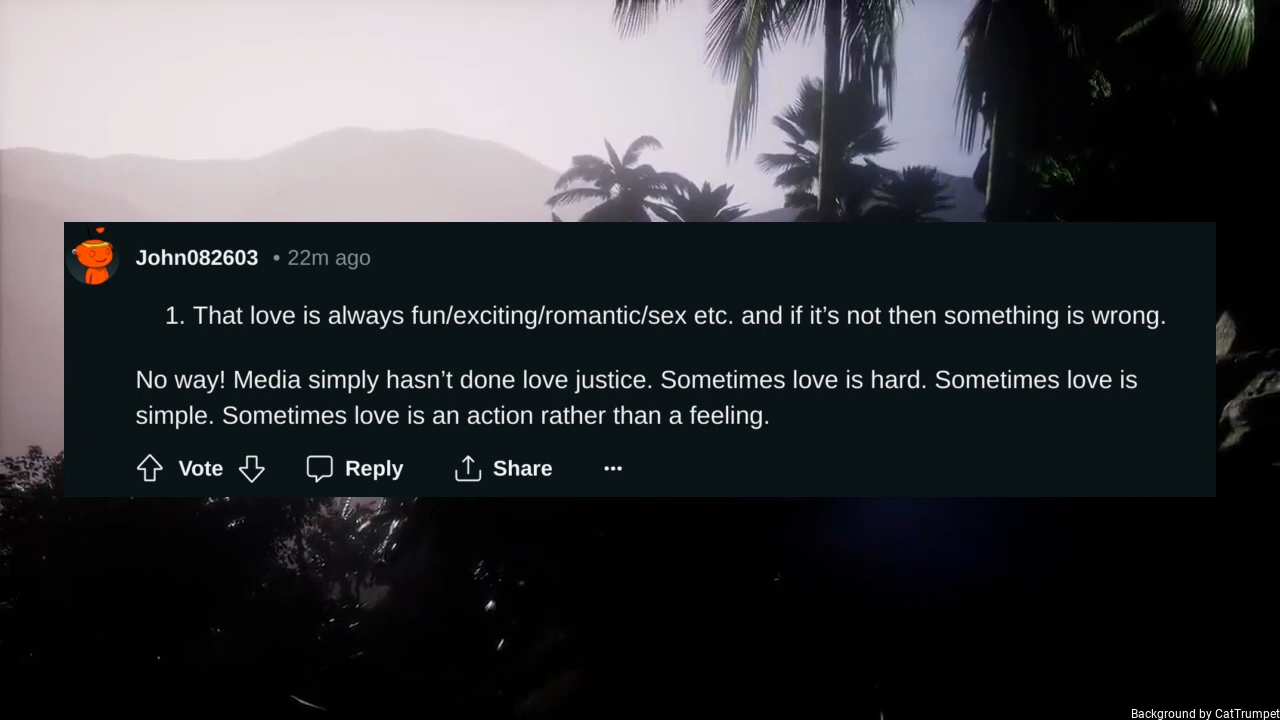 John082603 • 22m ago
1. That love is always fun/exciting/romantic/sex etc. and if it’s not then something is wrong.
No way! Media simply hasn’t done love justice. Sometimes love is hard. Sometimes love is
simple. Sometimes love is an action rather than a feeling.
Vote Reply Share ···
Background by CatTrumpet